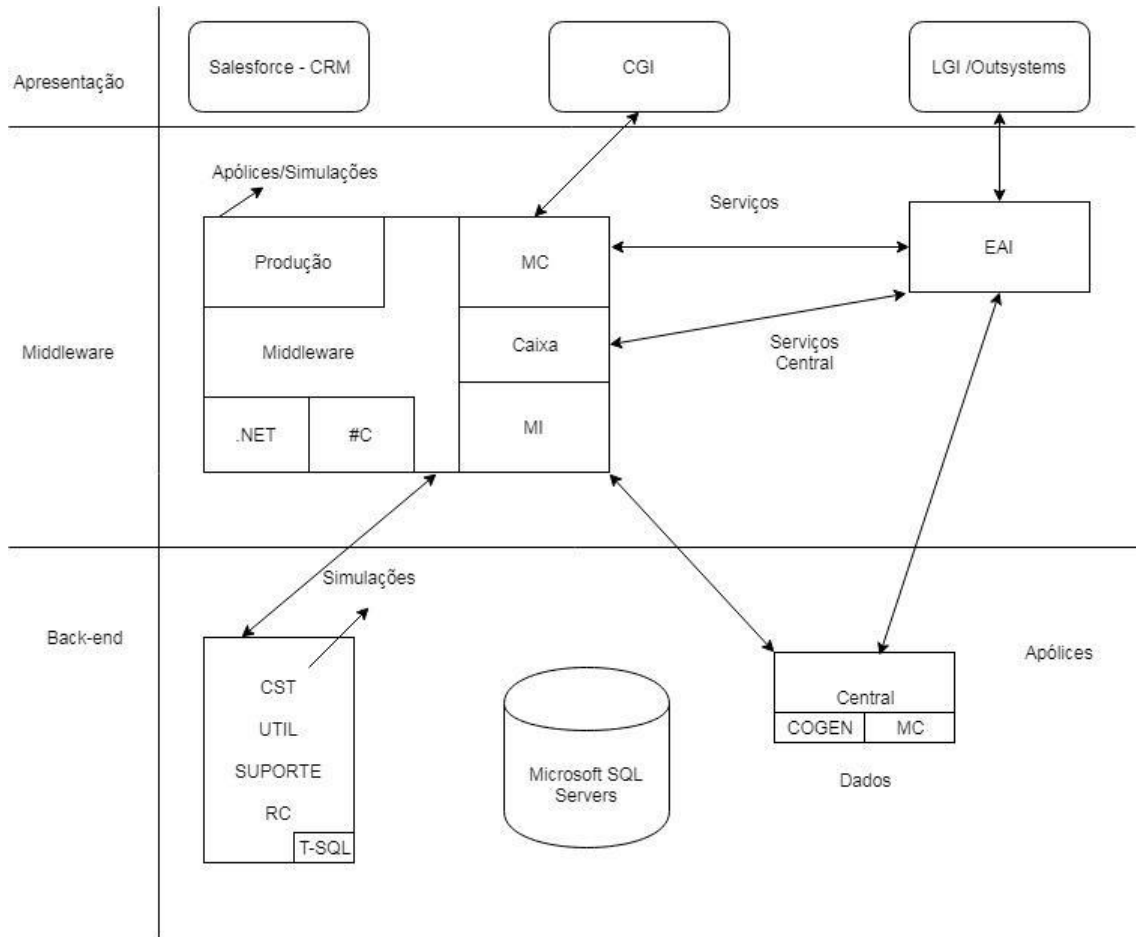 Salesforce - CRM
CGI
LGI /Outsystems
Apresentação
Apólices/Simulações
Serviços
Produção
MC
EAI
Middleware
Middleware
Caixa
Serviços
Central
.NET
#C
MI
Simulações
Back-end
Apólices
CST
UTIL
SUPORTE
RC
T-SQL
Microsoft SQL
Servers
Central
COGEN
MC
Dados